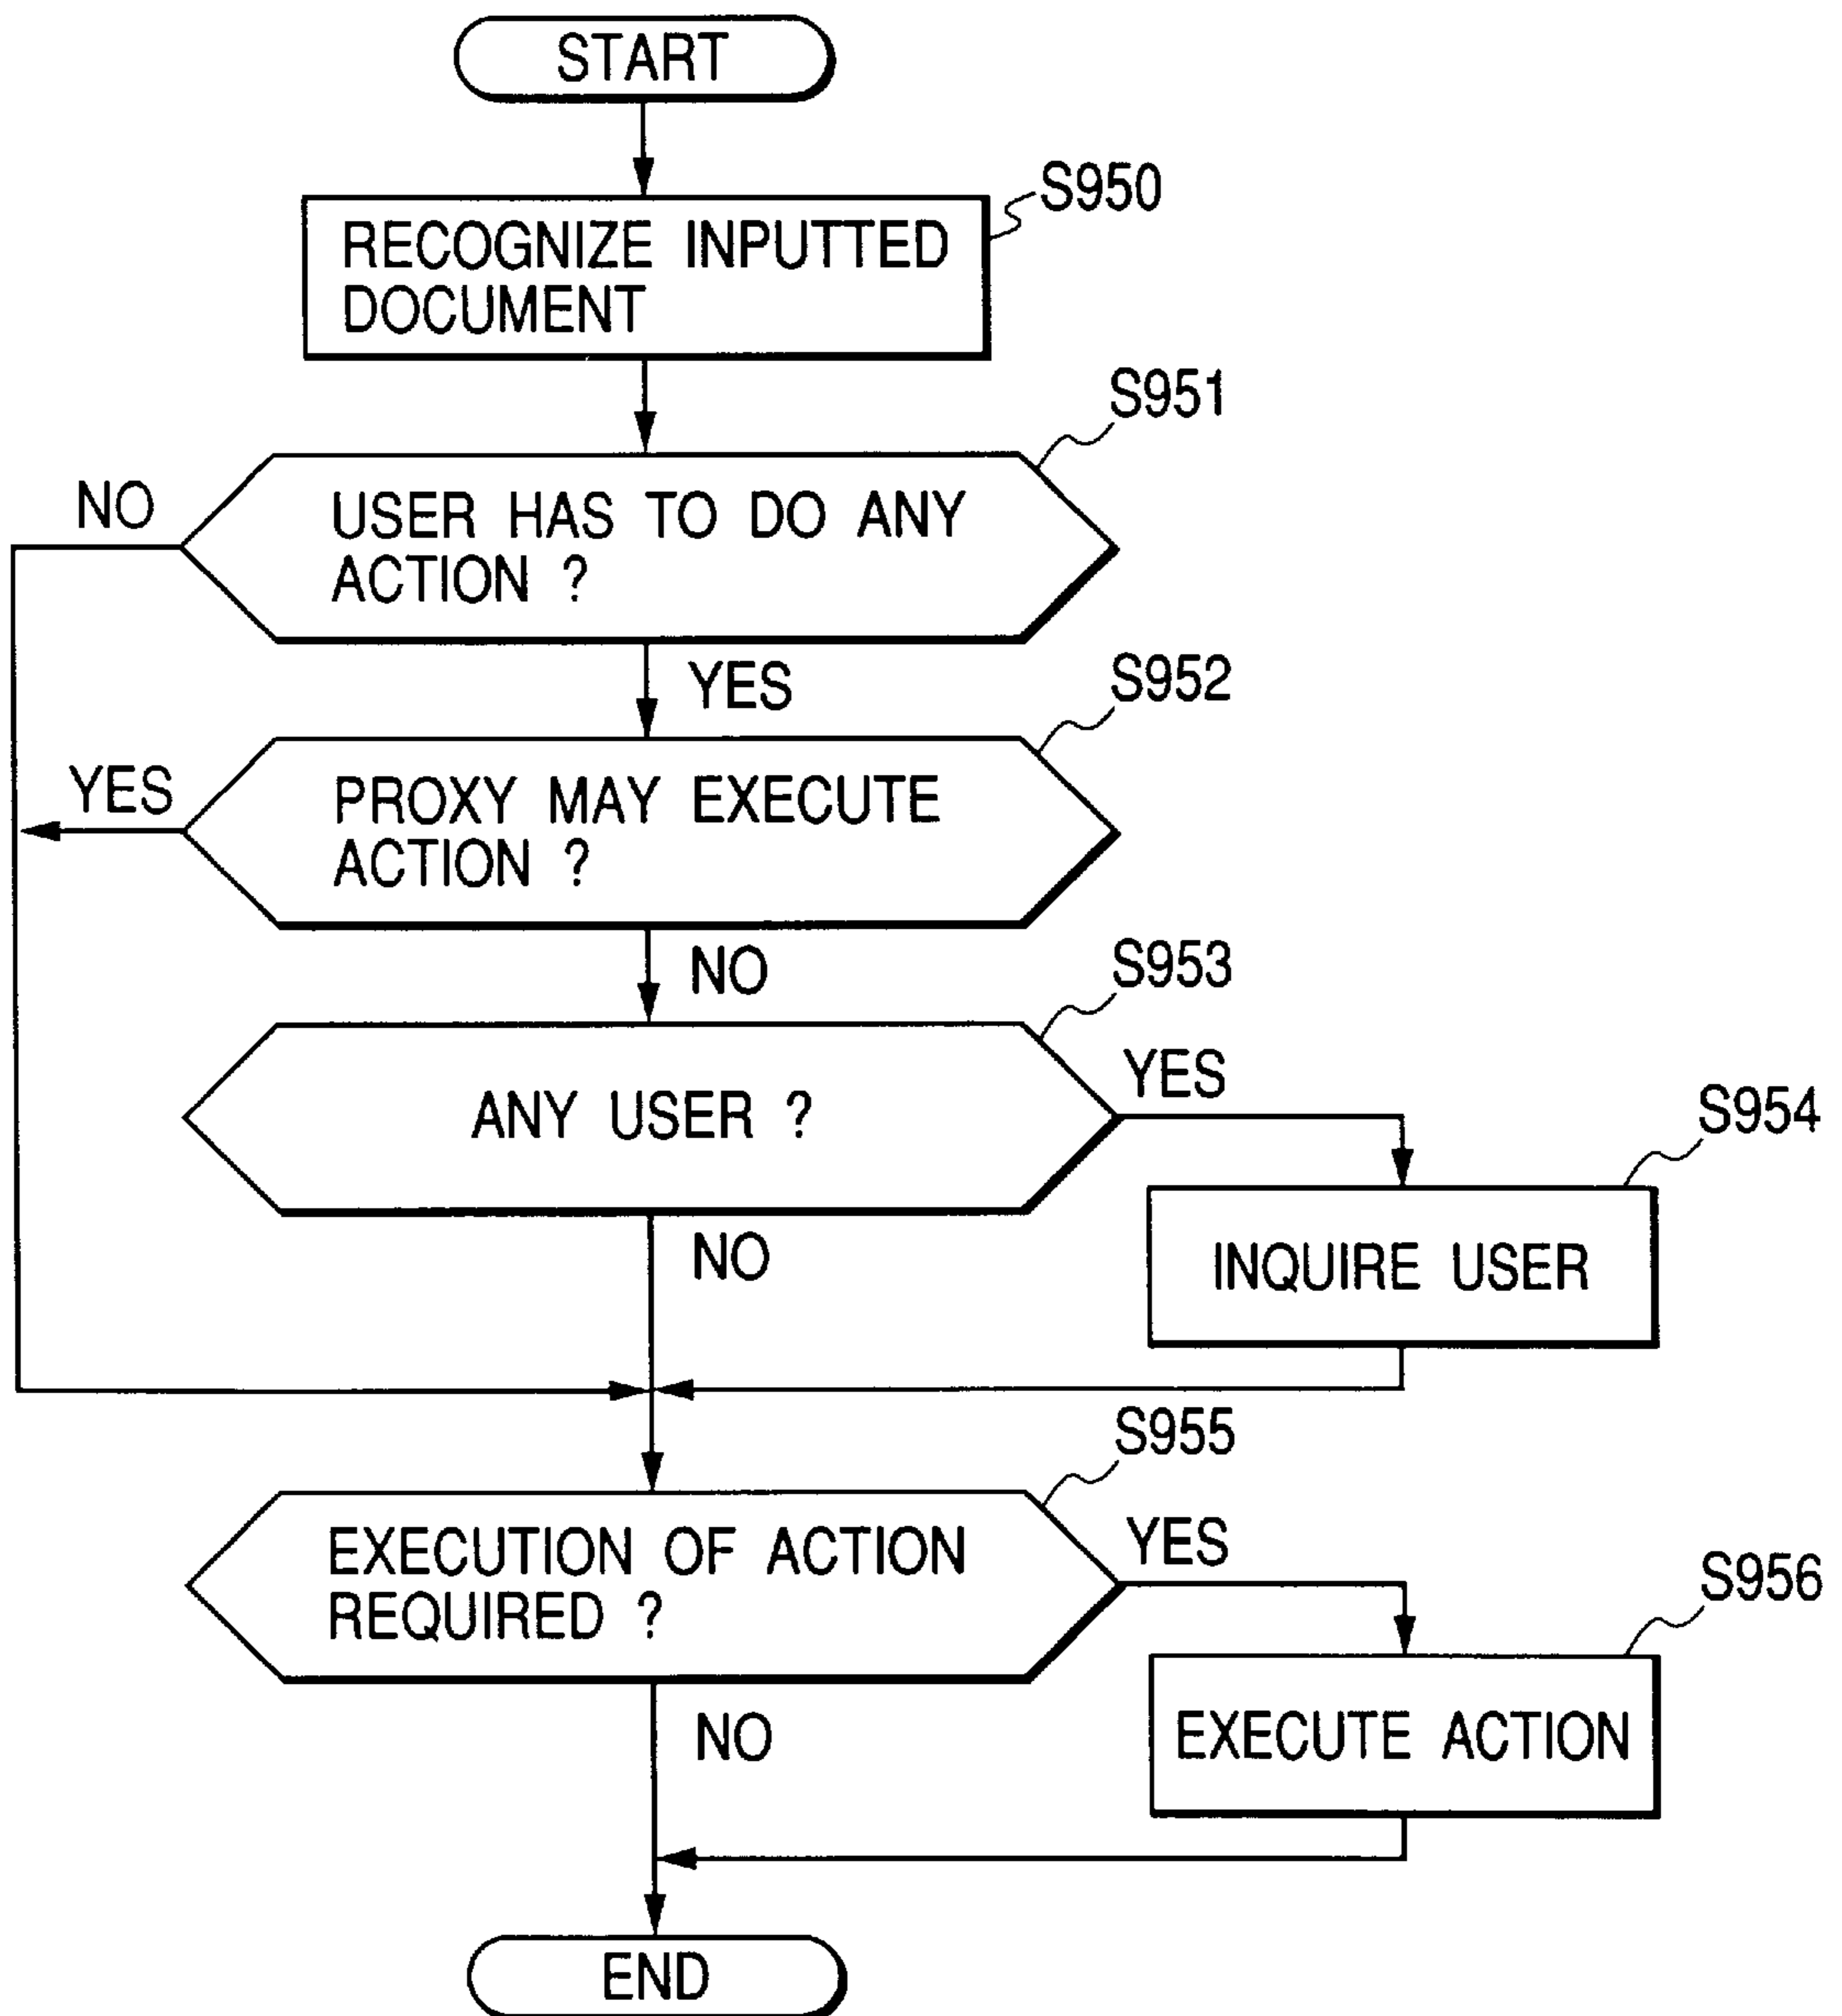 START
S950
RECOGNIZE INPUTTED
DOCUMENT
S951
NO
USER HAS TO DO ANY
ACTION ?
YES
S952
YES
PROXY MAY EXECUTE
ACTION ?
NO
S953
YES
ANY USER ?
S954
NO
INQUIRE USER
S955
EXECUTION OF ACTION
REQUIRED ?
YES
S956
NO
EXECUTE ACTION
END